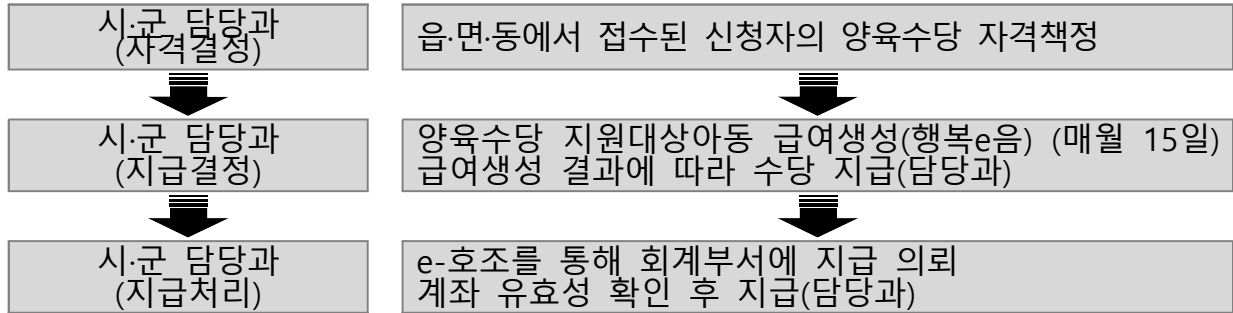 시·군 담당과
(자격결정)
읍·면·동에서 접수된 신청자의 양육수당 자격책정
시·군 담당과
(지급결정)
양육수당 지원대상아동 급여생성(행복e음) (매월 15일)
급여생성 결과에 따라 수당 지급(담당과)
시·군 담당과
(지급처리)
e-호조를 통해 회계부서에 지급 의뢰
계좌 유효성 확인 후 지급(담당과)